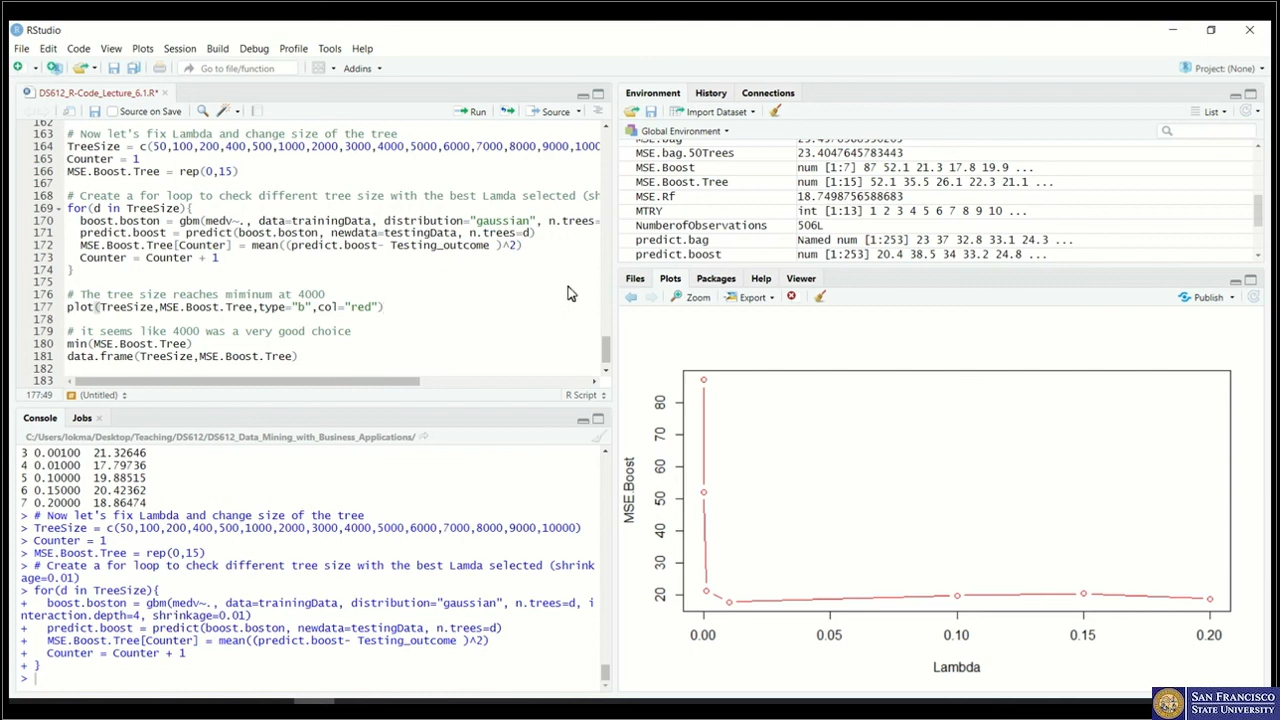 RStudio
File Edit Code View Plots Session Build Debug Profile Tools Help
Go to file/function Addins Project: (None)
DS612_R-Code_Lecture_6.1.R*
Source on Save Run Source
162
163 # Now let's fix Lambda and change size of the tree
164 TreeSize = c(50,100,200,400,500,1000,2000,3000,4000,5000,6000,7000,8000,9000,1000
165 Counter = 1
166 MSE.Boost.Tree = rep(0,15)
167
168 # Create a for loop to check different tree size with the best Lamda selected (sh
169 for(d in TreeSize){
170 boost.boston = gbm(medv~., data=trainingData, distribution="gaussian", n.trees=
171 predict.boost = predict(boost.boston, newdata=testingData, n.trees=d)
172 MSE.Boost.Tree[Counter] = mean((predict.boost- Testing_outcome )^2)
173 Counter = Counter + 1
174 }
175
176 # The tree size reaches miminum at 4000
177 plot(TreeSize,MSE.Boost.Tree,type="b",col="red")
178
179 # it seems like 4000 was a very good choice
180 min(MSE.Boost.Tree)
181 data.frame(TreeSize,MSE.Boost.Tree)
182
183
177:49 (Untitled) R Script
Console Jobs
C:/Users/lokma/Desktop/Teaching/DS612/DS612_Data_Mining_with_Business_Applications/
3 0.00100 21.32646
4 0.01000 17.79736
5 0.10000 19.88515
6 0.15000 20.42362
7 0.20000 18.86474
> # Now let's fix Lambda and change size of the tree
> TreeSize = c(50,100,200,400,500,1000,2000,3000,4000,5000,6000,7000,8000,9000,10000)
> Counter = 1
> MSE.Boost.Tree = rep(0,15)
> # Create a for loop to check different tree size with the best Lamda selected (shrink
age=0.01)
> for(d in TreeSize){
+ boost.boston = gbm(medv~., data=trainingData, distribution="gaussian", n.trees=d, i
nteraction.depth=4, shrinkage=0.01)
+ predict.boost = predict(boost.boston, newdata=testingData, n.trees=d)
+ MSE.Boost.Tree[Counter] = mean((predict.boost- Testing_outcome )^2)
+ Counter = Counter + 1
+ }
>
Environment History Connections
Import Dataset List
Global Environment
MSE.bag
MSE.bag.50Trees 23.4047645783443
MSE.Boost num [1:7] 87 52.1 21.3 17.8 19.9 ...
MSE.Boost.Tree num [1:15] 52.1 35.5 26.1 22.3 21.1 ...
MSE.Rf 18.7498756588683
MTRY int [1:13] 1 2 3 4 5 6 7 8 9 10 ...
NumberofObservations 506L
predict.bag Named num [1:253] 23 37 32.8 33.1 24.3 ...
predict.boost num [1:253] 20.4 38.5 34 33.2 24.8 ...
Files Plots Packages Help Viewer
Zoom Export Publish
MSE.Boost
80
70
60
50
40
30
20
0.00 0.05 0.10 0.15 0.20
Lambda
SAN FRANCISCO
STATE UNIVERSITY